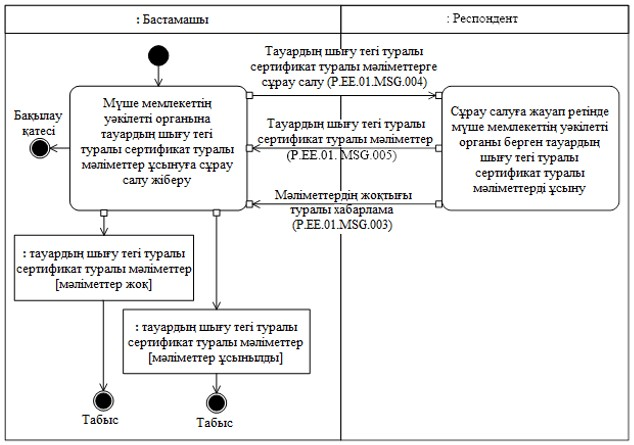 : Бастамашы
: Респондент
Тауардың шығу тегі туралы
сертификат туралы мәліметтерге
сұрау салу (P.EE.01.MSG.004)
Мүше мемлекеттің
уәкілетті органына
тауардың шығу тегі
туралы сертификат туралы
мәліметтер ұсынуға сұрау
салу жіберу
Бақылау
қатесі
Тауардың шығу тегі туралы
сертификат туралы мәліметтер
(P.EE.01. MSG.005)
Сұрау салуға жауап ретінде
мүше мемлекеттің уәкілетті
органы берген тауардың
шығу тегі туралы
сертификат туралы
мәліметтерді ұсыну
Мәліметтердің жоқтығы
туралы хабарлама
(P.EE.01.MSG.003)
: тауардың шығу тегі туралы
сертификат туралы мәліметтер
[мәліметтер жоқ]
: тауардың шығу тегі туралы
сертификат туралы мәліметтер
[мәліметтер ұсынылды]
Табыс
Табыс